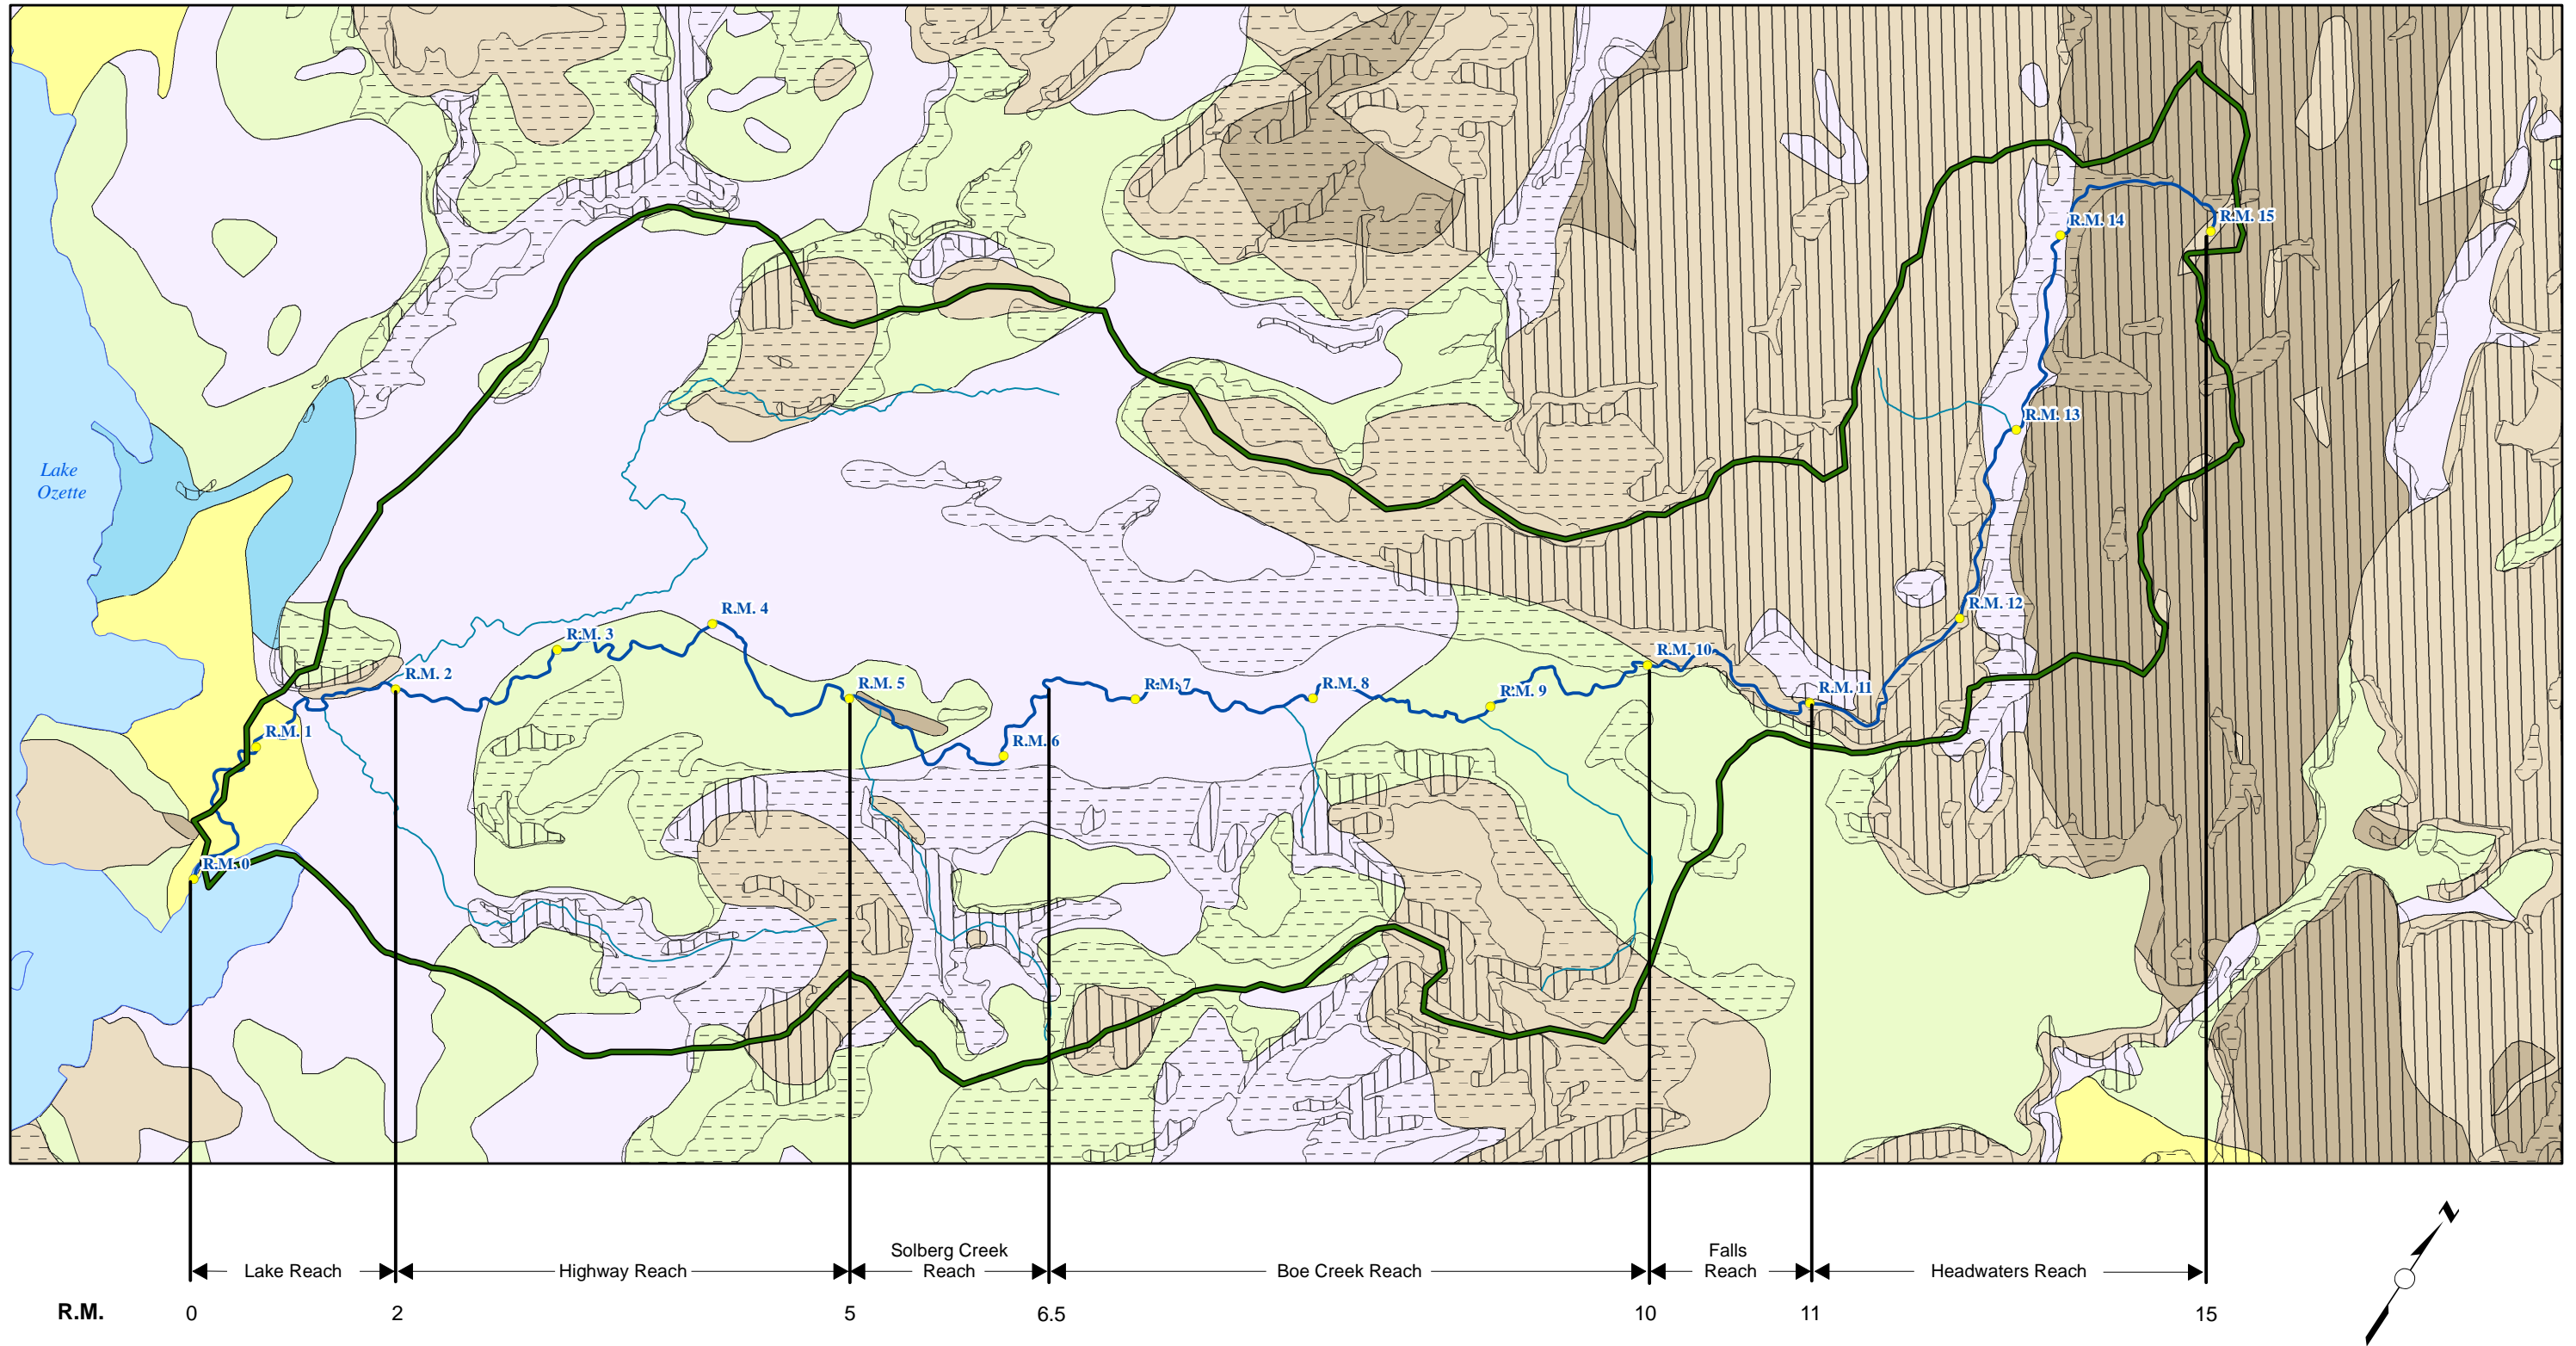 R.M. 15
R.M. 14
R.M. 13
Lake
Ozette
R.M. 12
R.M. 4
R.M. 3
R.M. 10
R.M. 2
R.M. 5
R.M. 7
R.M. 8
R.M. 9
R.M. 11
R.M. 1
R.M. 6
R.M. 0
Solberg Creek
Reach
Falls
Reach
Lake Reach
Highway Reach
Boe Creek Reach
Headwaters Reach
R.M. 0 2 5 6.5 10 11 15
N